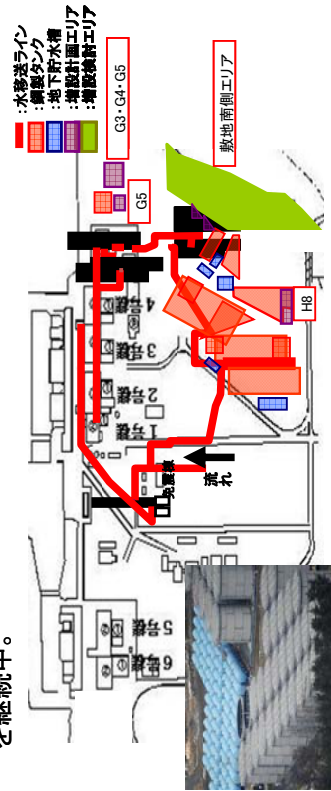 を継続中。
:水移送ライン
:鋼製タンク
:地下貯水槽
:増設計画エリア
:増設検討エリア
G3・G4・G5
G5
敷地南側エリア
H8
4号機
3号機
2号機
1号機
免震棟
流れ
5号機
6号機